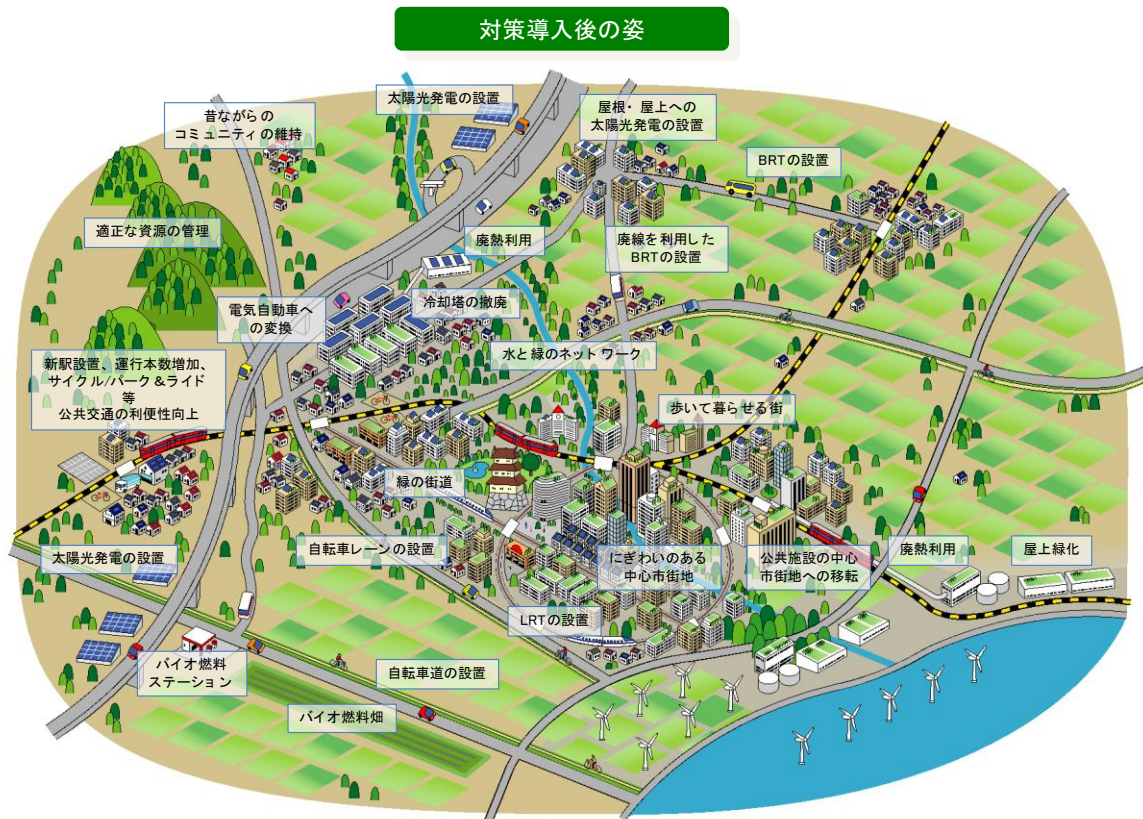 対策導入後の姿
太陽光発電の設置
昔ながらの
コミュニティの維持
屋根・屋上への
太陽光発電の設置
BRTの設置
適正な資源の管理
廃熱利用
廃線を利用した
BRTの設置
電気自動車へ
の変換
冷却塔の撤廃
水と緑のネットワーク
新駅設置、運行本数増加、
サイクル/パーク&ライド
等
公共交通の利便性向上
歩いて暮らせる街
緑の街道
太陽光発電の設置
自転車レーンの設置
にぎわいのある
中心市街地
公共施設の中心
市街地への移転
廃熱利用
屋上緑化
LRTの設置
バイオ燃料
ステーション
自転車道の設置
バイオ燃料畑